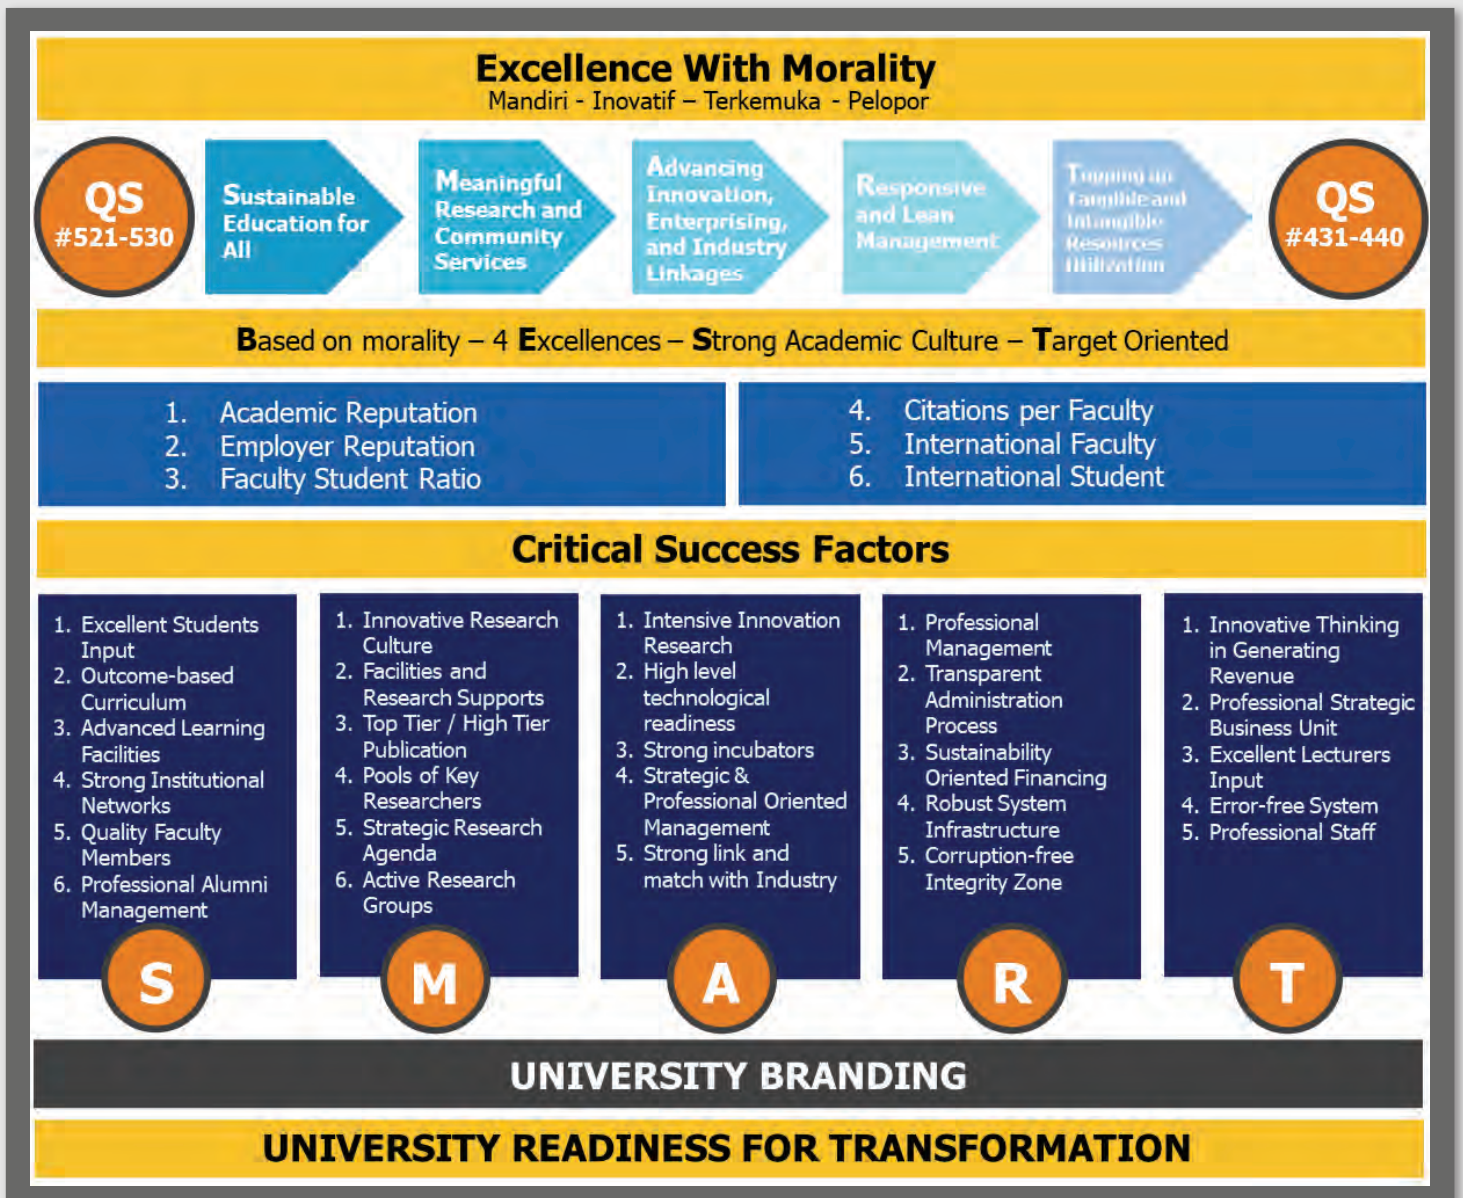 Excellence With Morality
Mandiri - Inovatif – Terkemuka - Pelopor
QS
#521-530
Sustainable
Education for
All
Meaningful
Research and
Community
Services
Advancing
Innovation,
Enterprising,
and Industry
Linkages
Responsive
and Lean
Management
Topping up
Tangible and
Intangible
Resources
Utilization
QS
#431-440
Based on morality – 4 Excellences – Strong Academic Culture – Target Oriented
1. Academic Reputation
2. Employer Reputation
3. Faculty Student Ratio
4. Citations per Faculty
5. International Faculty
6. International Student
Critical Success Factors
1. Excellent Students
Input
2. Outcome-based
Curriculum
3. Advanced Learning
Facilities
4. Strong Institutional
Networks
5. Quality Faculty
Members
6. Professional Alumni
Management
S
1. Innovative Research
Culture
2. Facilities and
Research Supports
3. Top Tier / High Tier
Publication
4. Pools of Key
Researchers
5. Strategic Research
Agenda
6. Active Research
Groups
M
1. Intensive Innovation
Research
2. High level
technological
readiness
3. Strong incubators
4. Strategic &
Professional Oriented
Management
5. Strong link and
match with Industry
A
1. Professional
Management
2. Transparent
Administration
Process
3. Sustainability
Oriented Financing
4. Robust System
Infrastructure
5. Corruption-free
Integrity Zone
R
1. Innovative Thinking
in Generating
Revenue
2. Professional Strategic
Business Unit
3. Excellent Lecturers
Input
4. Error-free System
5. Professional Staff
T
UNIVERSITY BRANDING
UNIVERSITY READINESS FOR TRANSFORMATION